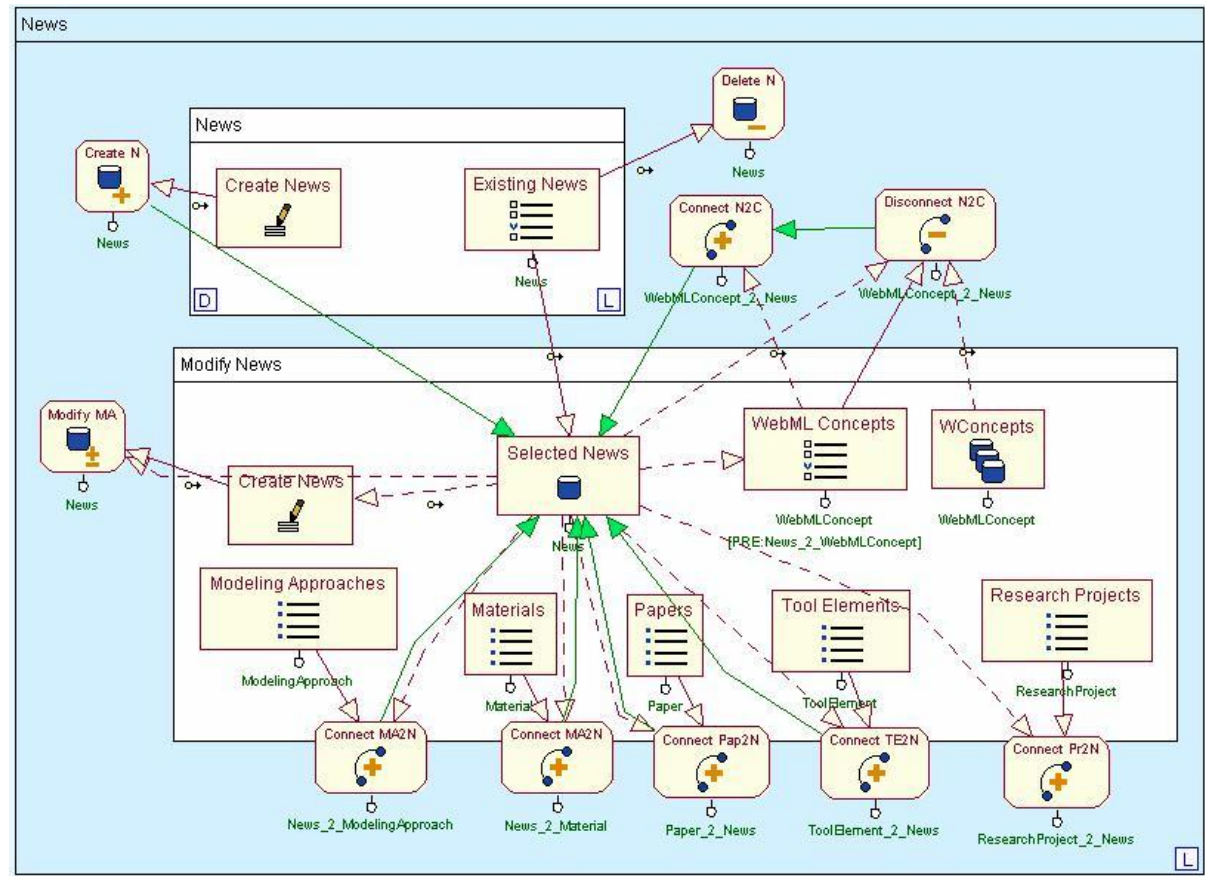 News
Delete N
News
News
Create N
News
Create News
Existing News
News
D
L
Connect N2C
WebMLConcept_2_News
Disconnect N2C
WebMLConcept_2_News
Modify News
Modify MA
News
Create News
Selected News
News
WebML Concepts
WebMLConcept
[PRE:News_2_WebMLConcept]
WConcepts
WebMLConcept
Modeling Approaches
ModelingApproach
Materials
Material
Papers
Paper
Tool Elements
ToolElement
Research Projects
ResearchProject
Connect MA2N
News_2_ModelingApproach
Connect MA2N
News_2_Material
Connect Pap2N
Paper_2_News
Connect TE2N
ToolElement_2_News
Connect Pr2N
ResearchProject_2_News
L